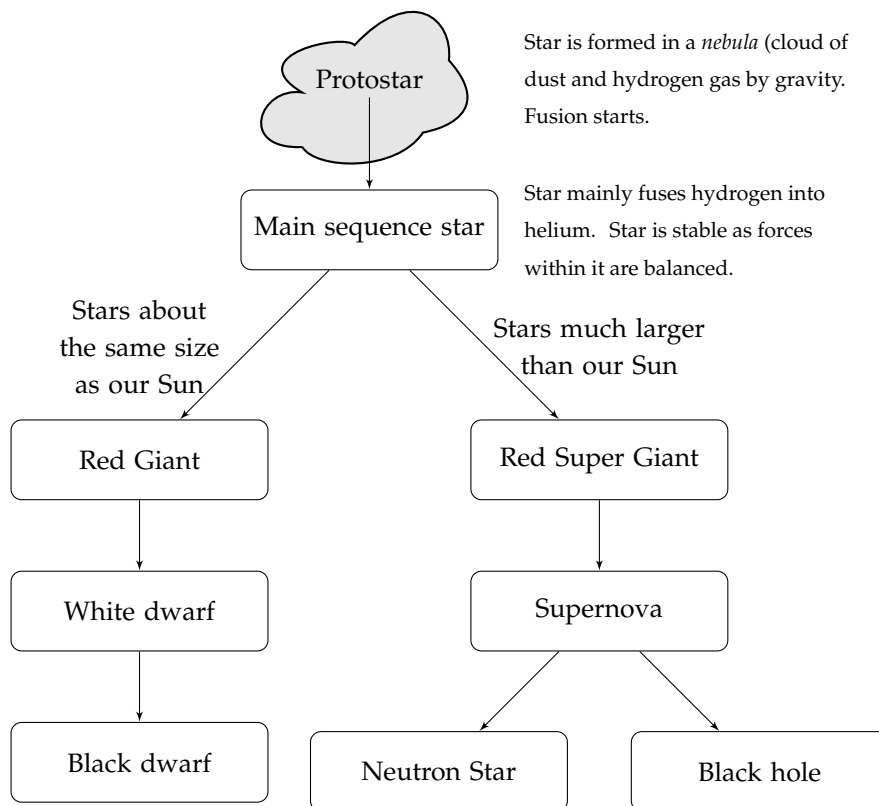 Protostar
Star is formed in a nebula (cloud of
dust and hydrogen gas by gravity.
Fusion starts.
Main sequence star
Star mainly fuses hydrogen into
helium. Star is stable as forces
within it are balanced.
Stars about
the same size
as our Sun
Stars much larger
than our Sun
Red Giant
Red Super Giant
White dwarf
Supernova
Black dwarf
Neutron Star
Black hole